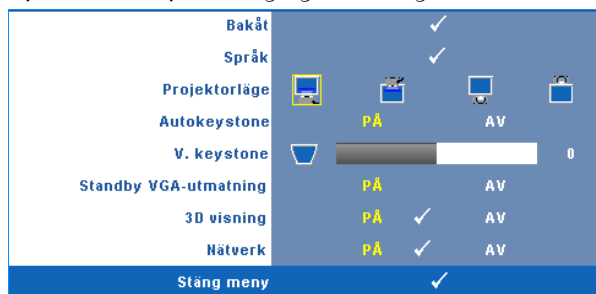 Bakåt
Språk
Projektorläge
Autokeystone PÅ AV
V. keystone 0
Standby VGA-utmatning PÅ AV
3D visning PÅ AV
Nätverk PÅ AV
Stäng meny